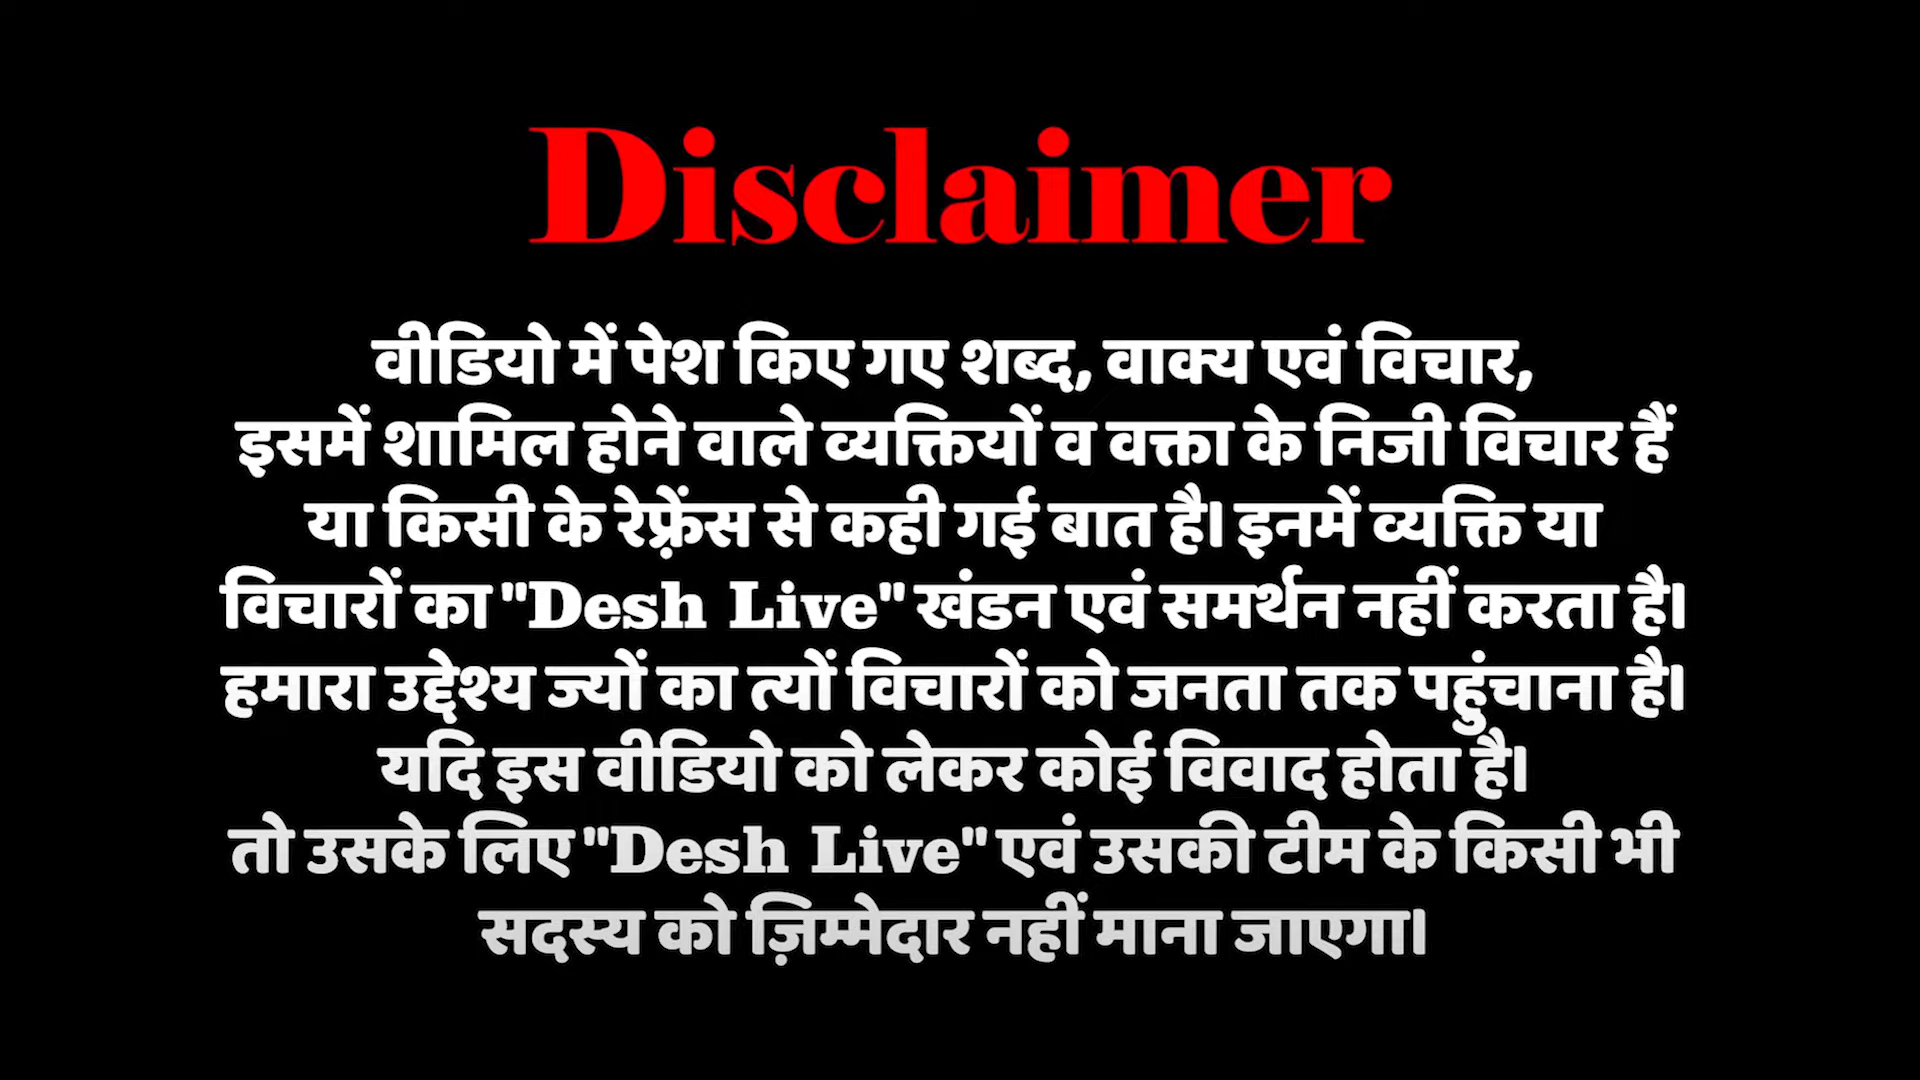 Disclaimer
वीडियो में पेश किए गए शब्द, वाक्य एवं विचार,
इसमें शामिल होने वाले व्यक्तियों व वक्ता के निजी विचार हैं
या किसी के रेफ़्रेंस से कही गई बात है। इनमें व्यक्ति या
विचारों का "Desh Live" खंडन एवं समर्थन नहीं करता है।
हमारा उद्देश्य ज्यों का त्यों विचारों को जनता तक पहुंचाना है।
यदि इस वीडियो को लेकर कोई विवाद होता है।
तो उसके लिए "Desh Live" एवं उसकी टीम के किसी भी
सदस्य को ज़िम्मेदार नहीं माना जाएगा।